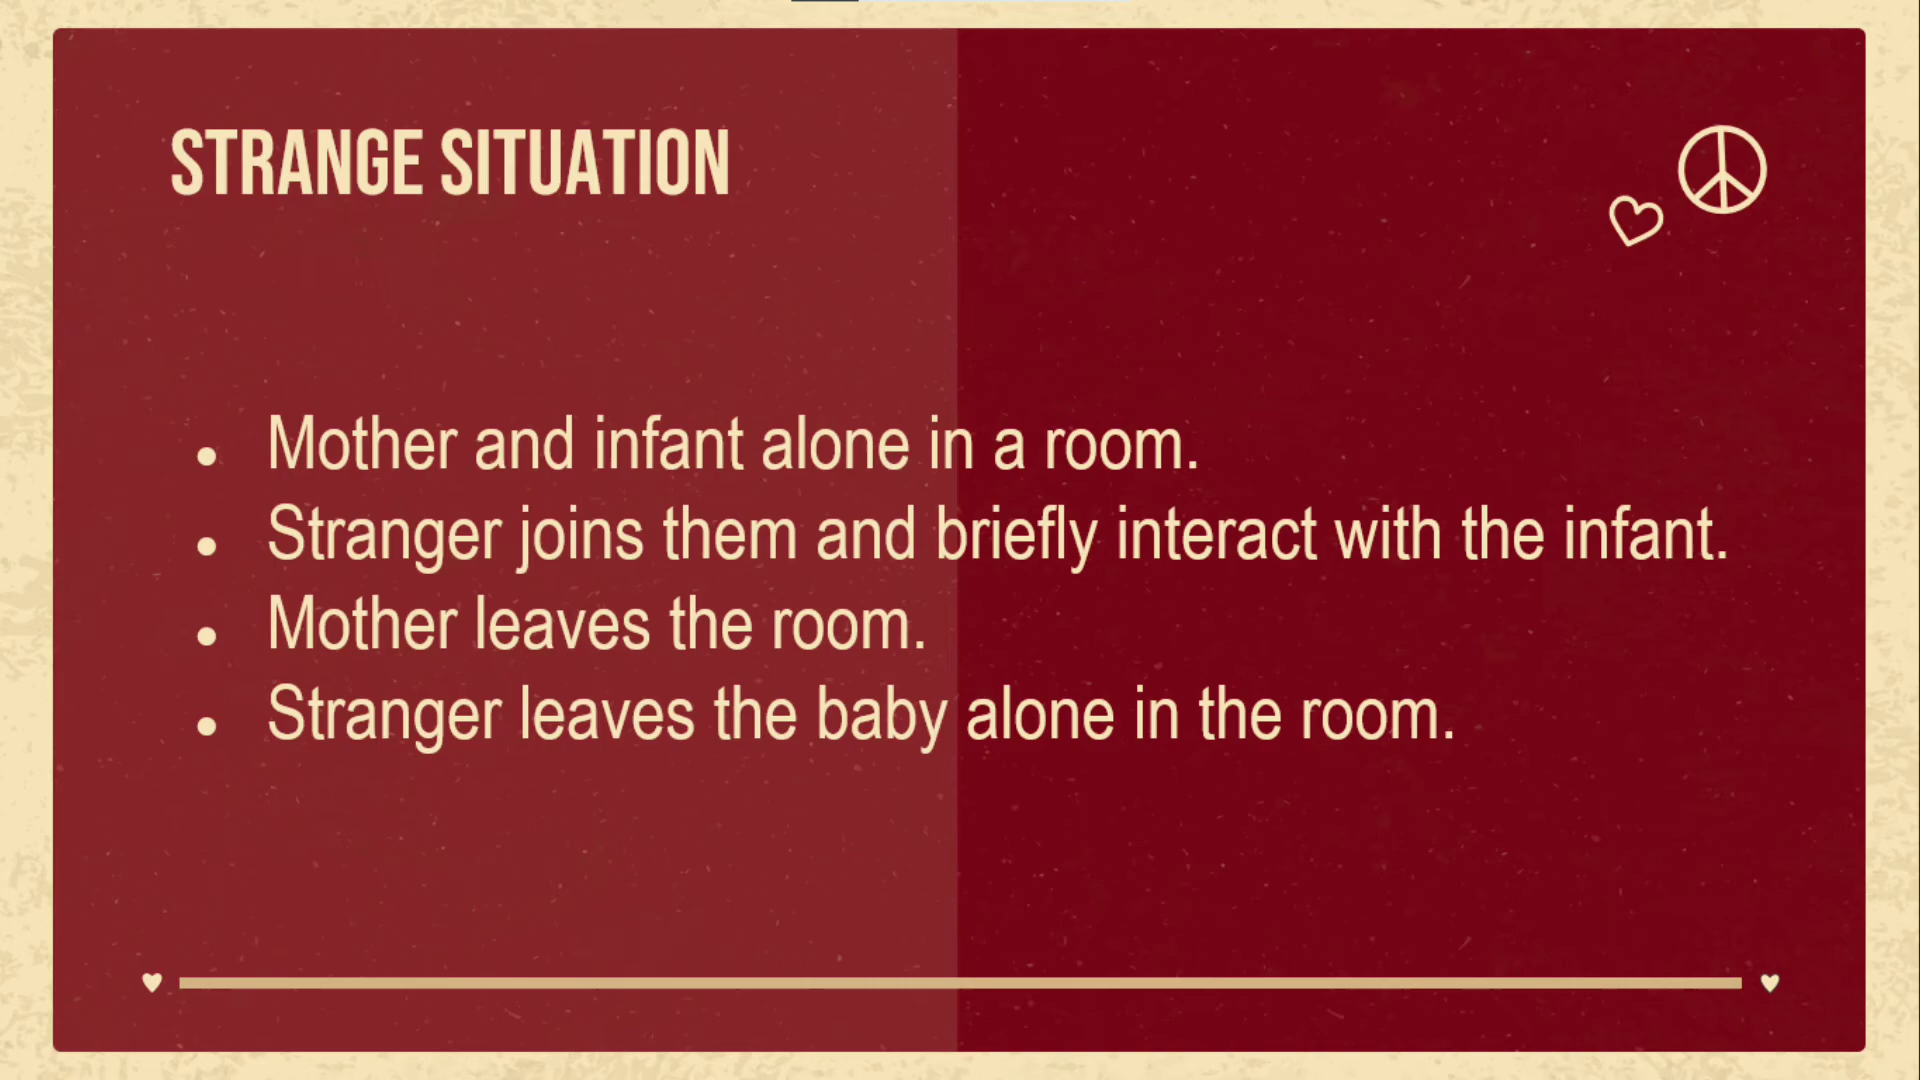 STRANGE SITUATION
• Mother and infant alone in a room.
• Stranger joins them and briefly interact with the infant.
• Mother leaves the room.
• Stranger leaves the baby alone in the room.